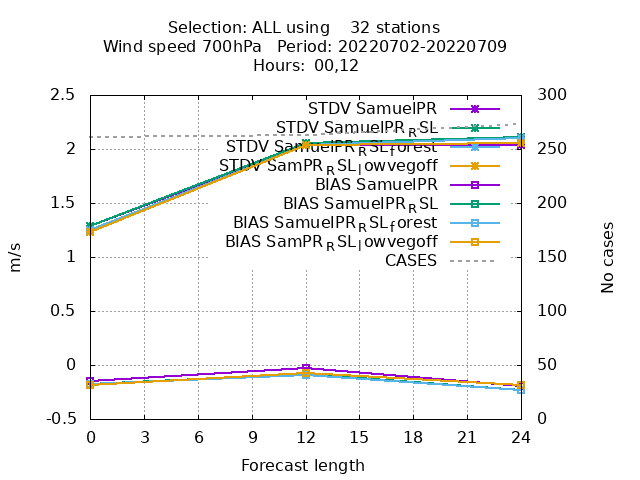 Selection: ALL using    32 stations
Wind speed 700hPa   Period: 20220702-20220709
Hours:  00,12
2.5
2
1.5
1
0.5
0
-0.5
m/s
300
250
200
150
100
50
0
No cases
STDV SamuelPR
STDV SamuelPR_RSL
STDV SamuelPR_RSL_forest
STDV SamPR_RSL_lowvegoff
BIAS SamuelPR
BIAS SamuelPR_RSL
BIAS SamuelPR_RSL_forest
BIAS SamPR_RSL_lowvegoff
CASES
0 3 6 9 12 15 18 21 24
Forecast length